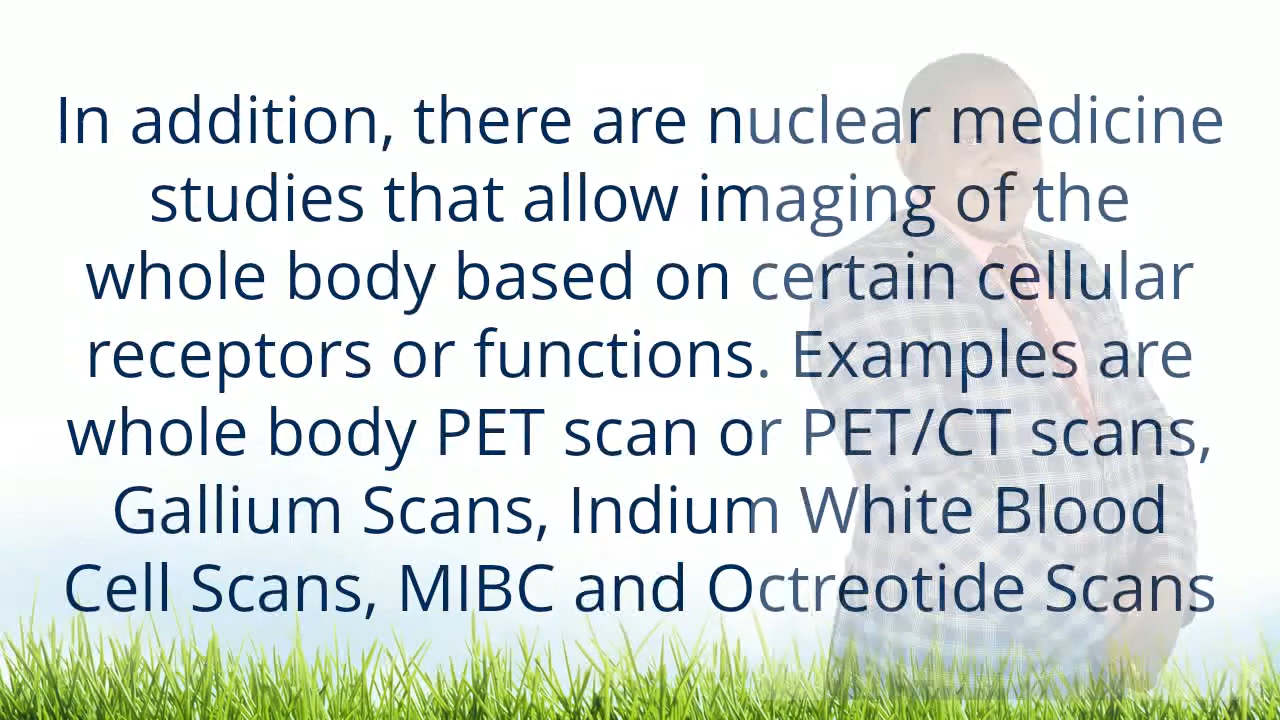 In addition, there are nuclear medicine
studies that allow imaging of the
whole body based on certain cellular
receptors or functions. Examples are
whole body PET scan or PET/CT scans,
Gallium Scans, Indium White Blood
Cell Scans, MIBC and Octreotide Scans